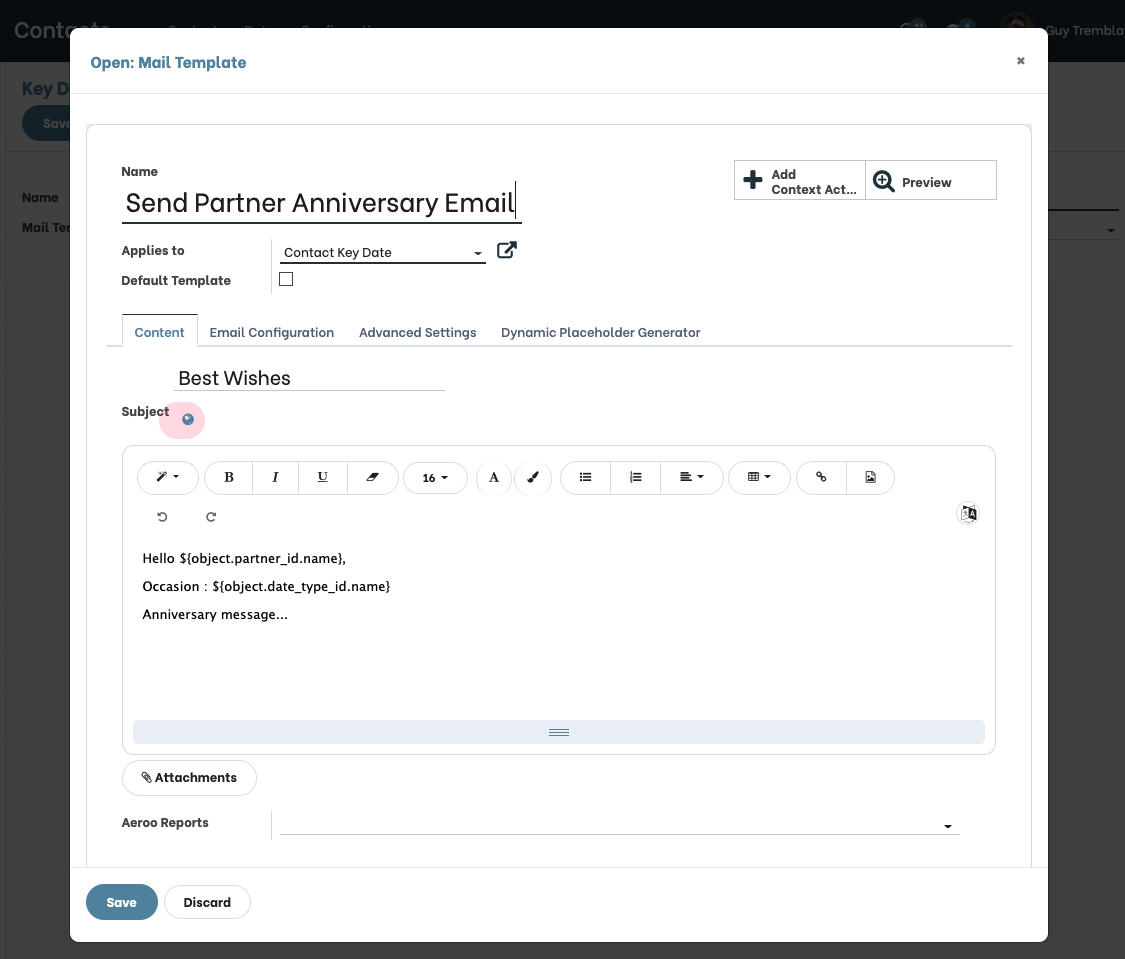 Open: Mail Template
Guy Trembla
Key D
Save
Name
Mail Ter
Name
Send Partner Anniversary Email
Add
Context Act...
Preview
Applies to
Contact Key Date
Default Template
Content
Email Configuration
Advanced Settings
Dynamic Placeholder Generator
Best Wishes
Subject
B
I
U
16
A
Hello ${object.partner_id.name},
Occasion : ${object.date_type_id.name}
Anniversary message...
Attachments
Aeroo Reports
Save
Discard